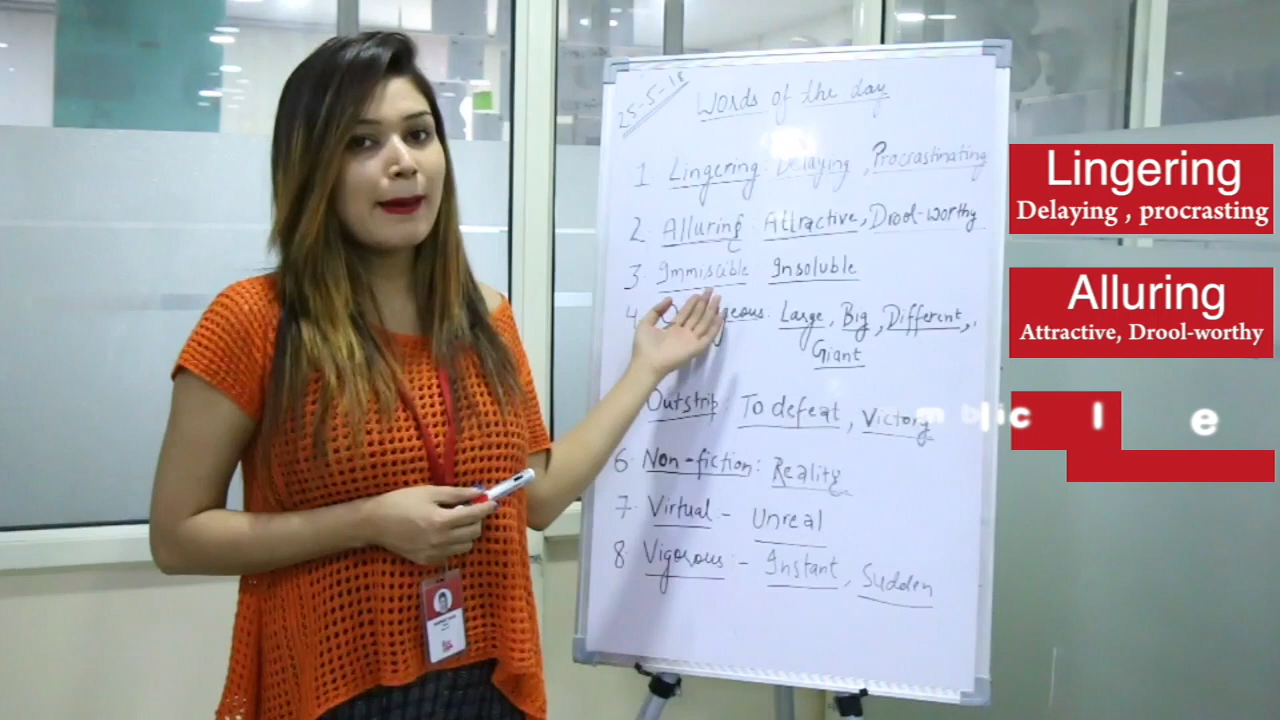 25-5-18
Words of the day
1. Lingering: Delaying, Procrastinating
2. Alluring Attractive, Drool-worthy
3. Immiscible Insoluble
4. geous: Large, Big, Different,
Giant
Outstrip: To defeat, Victory
6. Non-fiction: Reality
7. Virtual - Unreal
8. Vigorous:- Instant, Sudden
Lingering
Delaying , procrasting
Alluring
Attractive, Drool-worthy